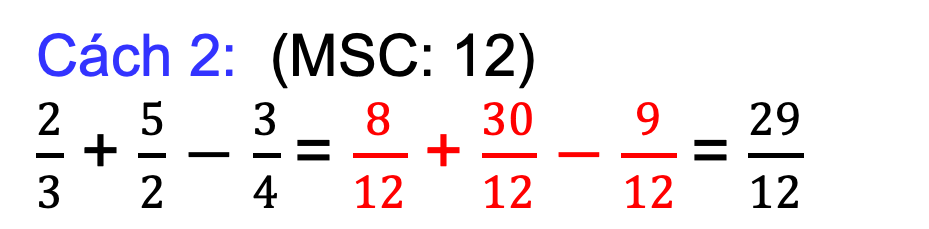 Cách 2: (MSC: 12)
2/3 + 5/2 − 3/4 = 8/12 + 30/12 − 9/12 = 29/12